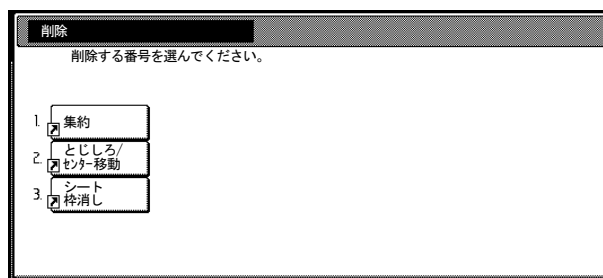 削除
削除する番号を選んでください。
1. 集約
2. とじしろ/
センター移動
3. シート
枠消し